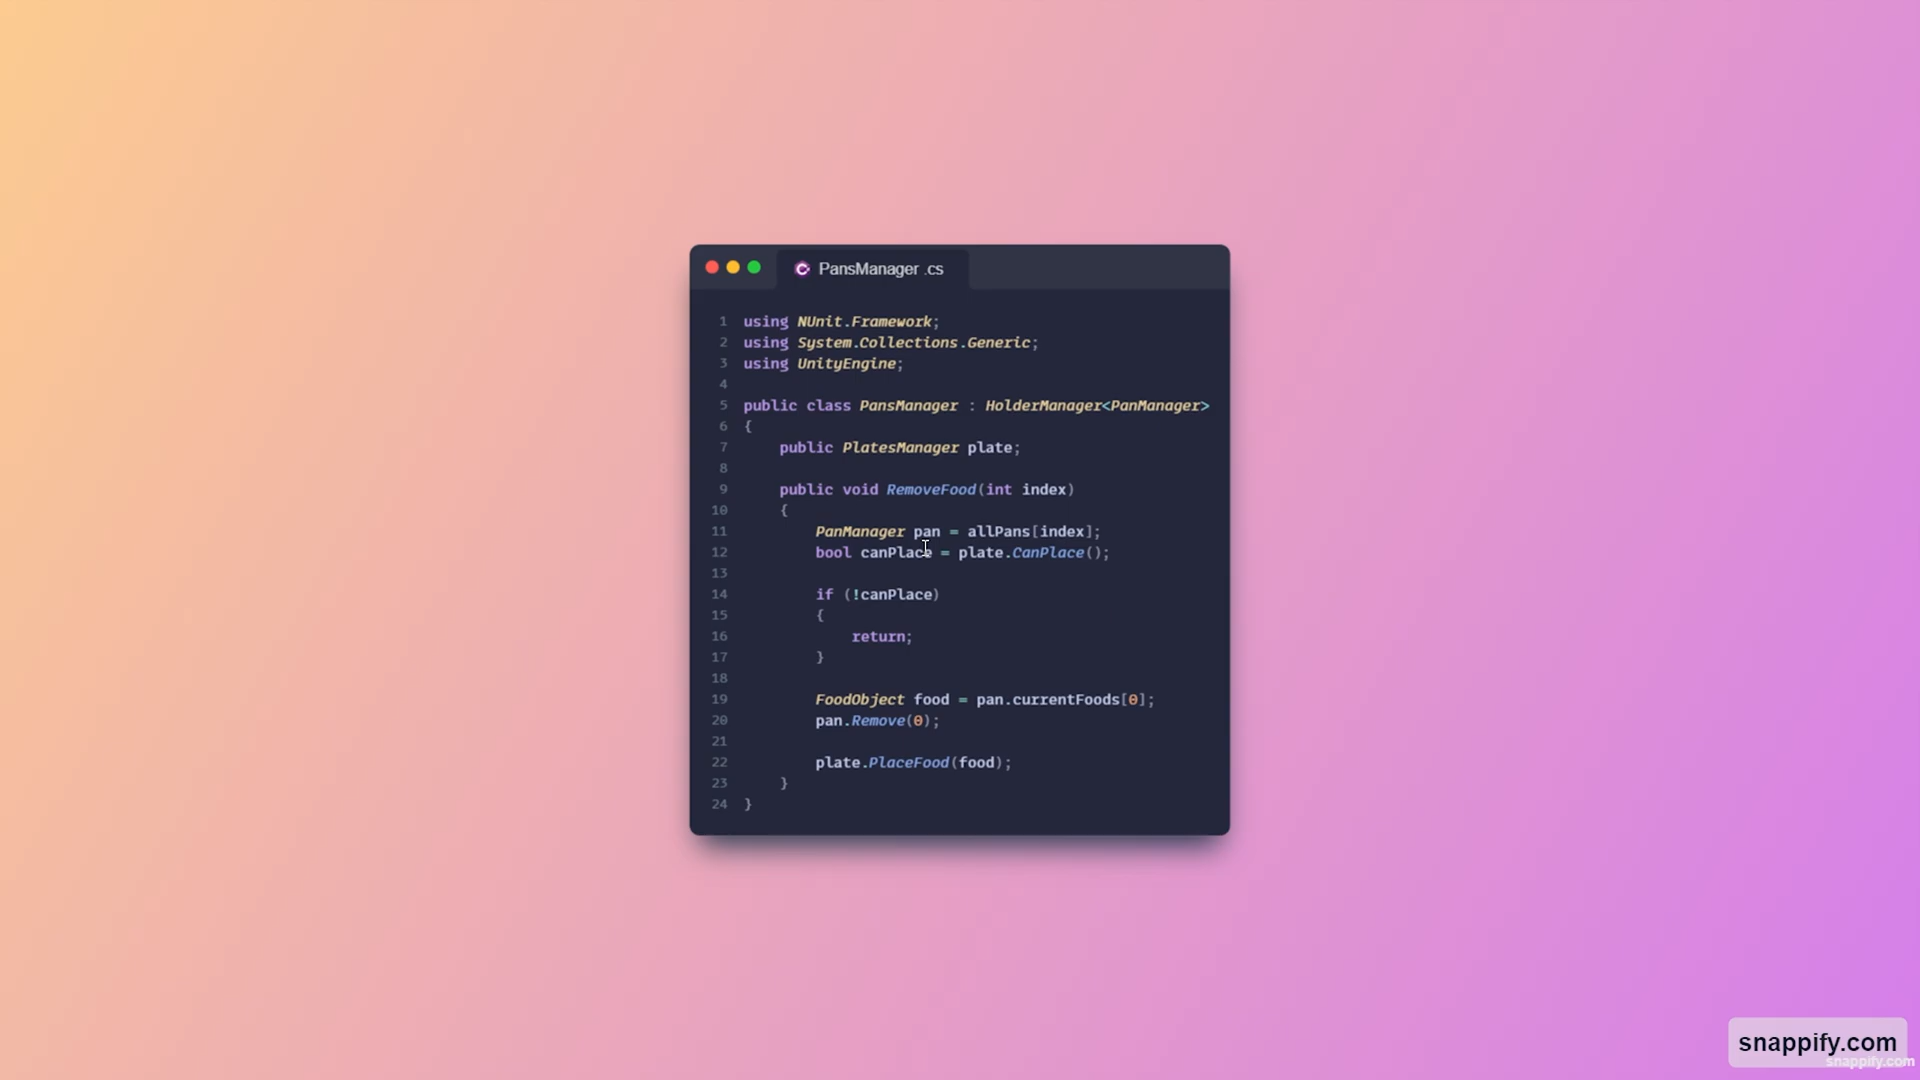 PansManager .cs
1 using NUnit.Framework;
2 using System.Collections.Generic;
3 using UnityEngine;
4
5 public class PansManager : HolderManager<PanManager>
6 {
7     public PlatesManager plate;
8
9     public void RemoveFood(int index)
10     {
11         PanManager pan = allPans[index];
12         bool canPlace = plate.CanPlace();
13
14         if (!canPlace)
15         {
16             return;
17         }
18
19         FoodObject food = pan.currentFoods[0];
20         pan.Remove(0);
21
22         plate.PlaceFood(food);
23     }
24 }
snappify.com
snappify.com